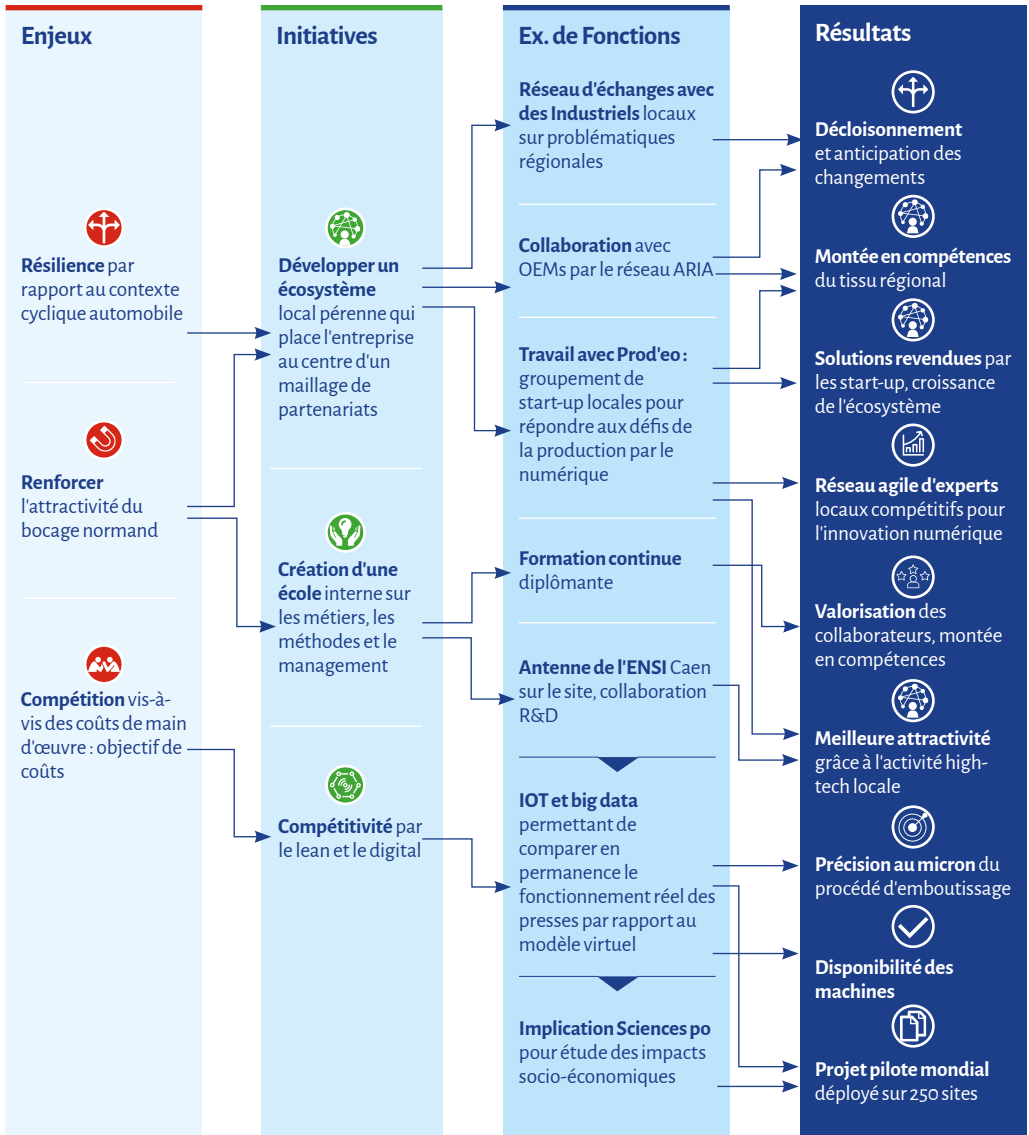 Enjeux
Résilience par
rapport au contexte
cyclique automobile
Renforcer
l'attractivité du
bocage normand
Compétition vis-à-
vis des coûts de main
d'œuvre : objectif de
coûts
Initiatives
Développer un
écosystème
local pérenne qui
place l'entreprise
au centre d'un
maillage de
partenariats
Création d'une
école interne sur
les métiers, les
méthodes et le
management
Compétitivité par
le lean et le digital
Ex. de Fonctions
Réseau d'échanges avec
des Industriels locaux
sur problématiques
régionales
Collaboration avec
OEMs par le réseau ARIA
Travail avec Prod'eo :
groupement de
start-up locales pour
répondre aux défis de
la production par le
numérique
Formation continue
diplômante
Antenne de l'ENSI Caen
sur le site, collaboration
R&D
IOT et big data
permettant de
comparer en
permanence le
fonctionnement réel des
presses par rapport au
modèle virtuel
Implication Sciences po
pour étude des impacts
socio-économiques
Résultats
Décloisonnement
et anticipation des
changements
Montée en compétences
du tissu régional
Solutions revendues par
les start-up, croissance
de l'écosystème
Réseau agile d'experts
locaux compétitifs pour
l'innovation numérique
Valorisation des
collaborateurs, montée
en compétences
Meilleure attractivité
grâce à l'activité high-
tech locale
Précision au micron du
procédé d'emboutissage
Disponibilité des
machines
Projet pilote mondial
déployé sur 250 sites